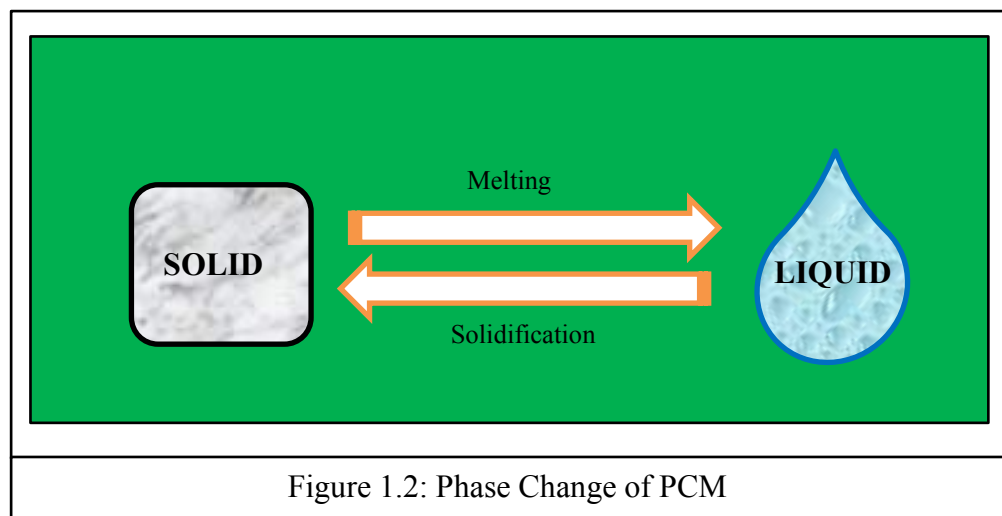 Melting
SOLID
LIQUID
Solidification
Figure 1.2: Phase Change of PCM